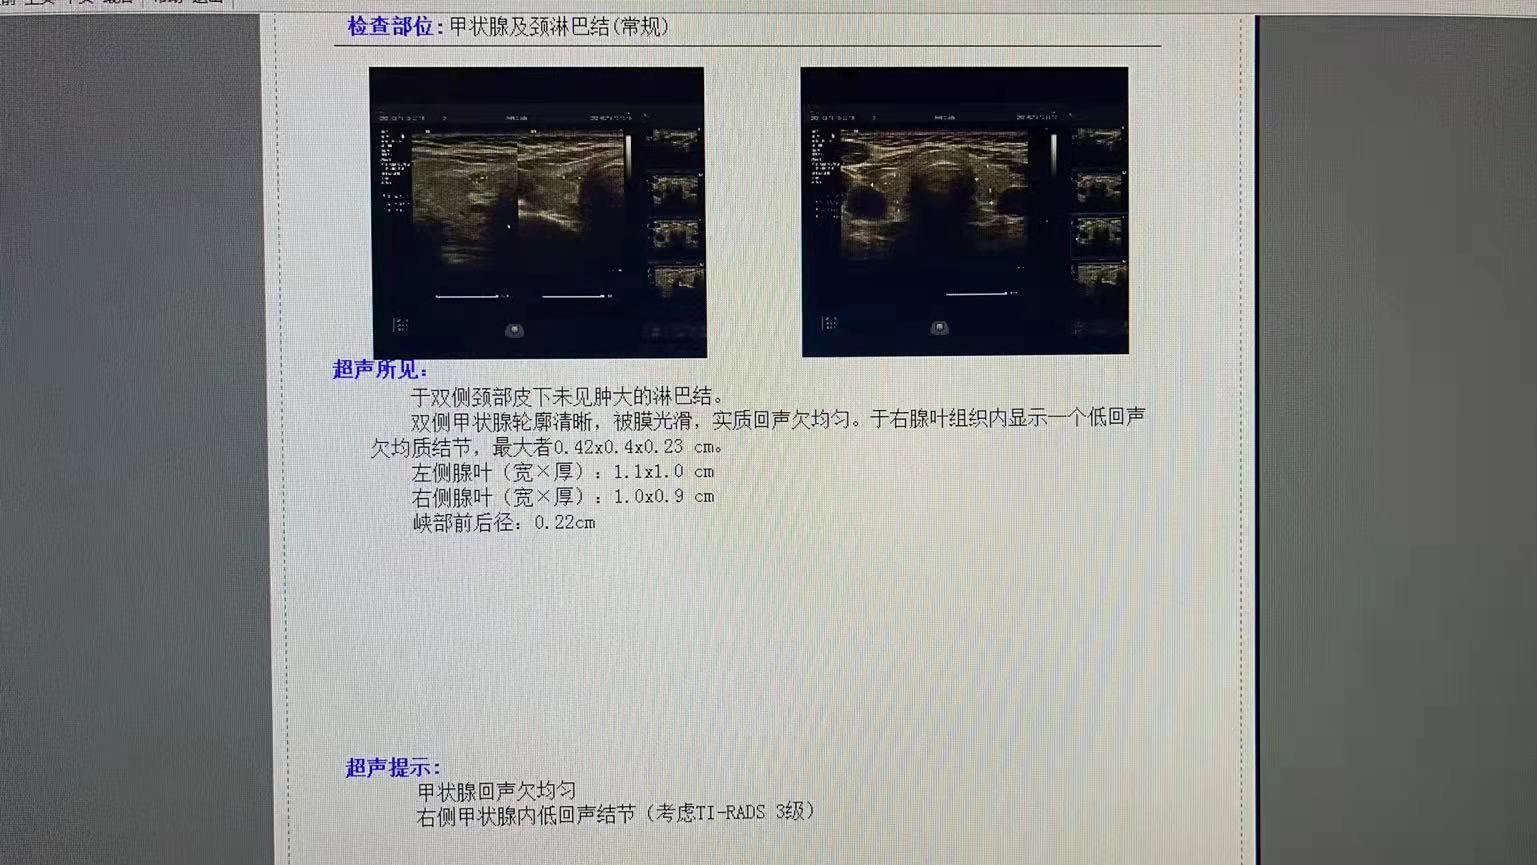 检查部位:甲状腺及颈淋巴结(常规)
超声所见:
于双侧颈部皮下未见肿大的淋巴结。
双侧甲状腺轮廓清晰，被膜光滑，实质回声欠均匀。于右腺叶组织内显示一个低回声
欠均质结节，最大者0.42x0.4x0.23 cm。
左侧腺叶（宽×厚）：1.1x1.0 cm
右侧腺叶（宽×厚）：1.0x0.9 cm
峡部前后径：0.22cm
超声提示:
甲状腺回声欠均匀
右侧甲状腺内低回声结节（考虑TI-RADS 3级）